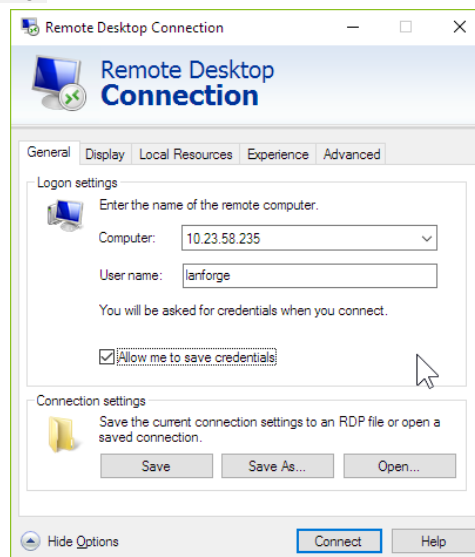 Remote Desktop Connection
Remote Desktop
Connection
General Display Local Resources Experience Advanced
Logon settings
Enter the name of the remote computer.
Computer: 10.23.58.235
User name: lanforge
You will be asked for credentials when you connect.
Allow me to save credentials
Connection settings
Save the current connection settings to an RDP file or open a
saved connection.
Save Save As... Open...
Hide Options Connect Help